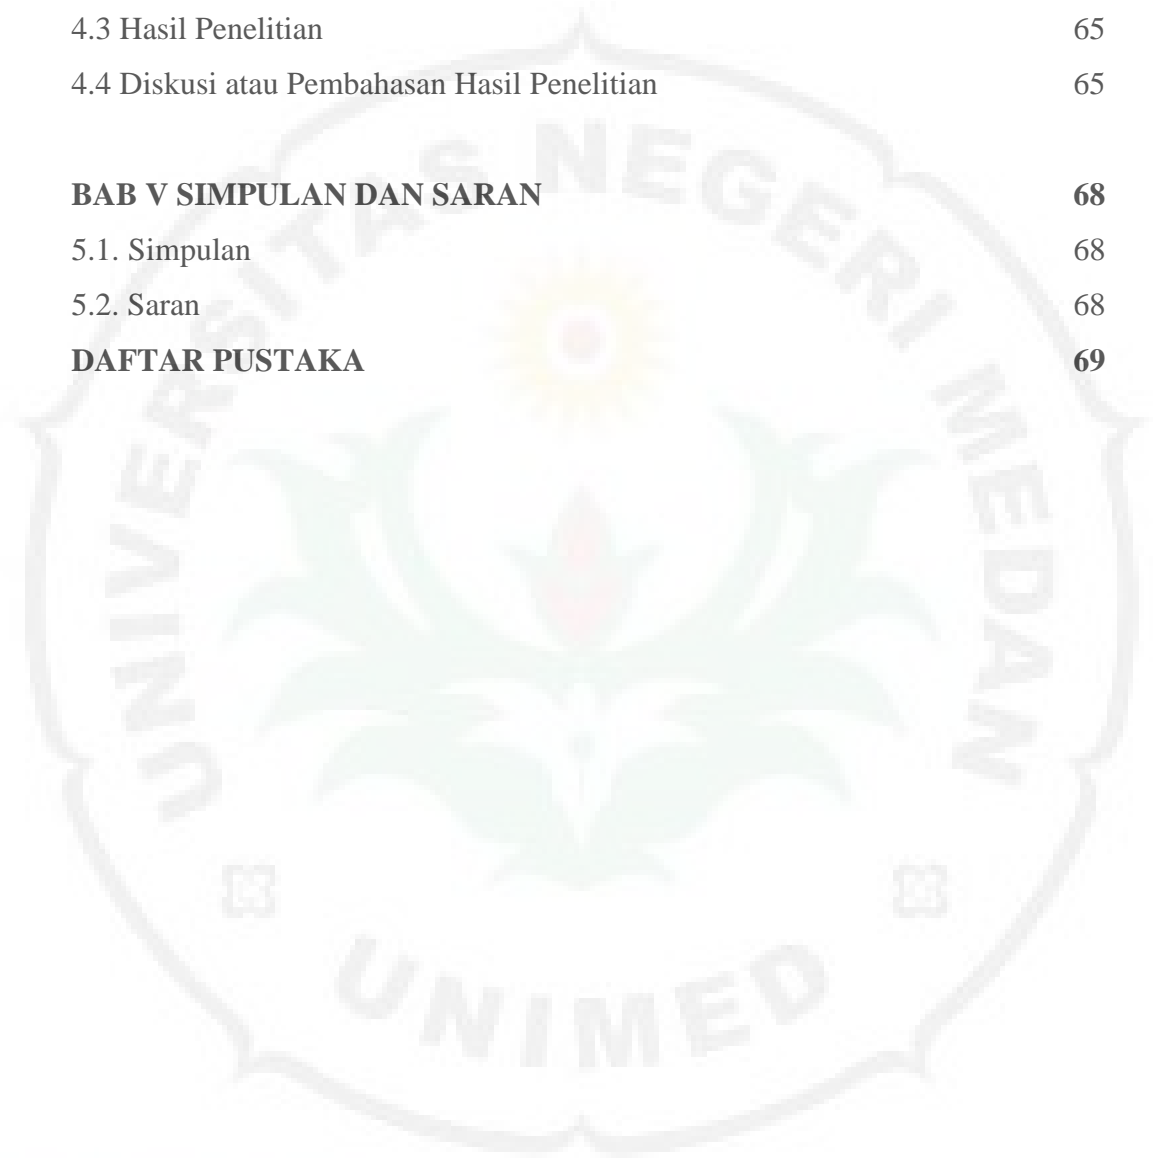 4.3 Hasil Penelitian 65
4.4 Diskusi atau Pembahasan Hasil Penelitian 65
BAB V SIMPULAN DAN SARAN 68
5.1. Simpulan 68
5.2. Saran 68
DAFTAR PUSTAKA 69
UNIVERSITAS NEGERI MEDAN
UNIMED